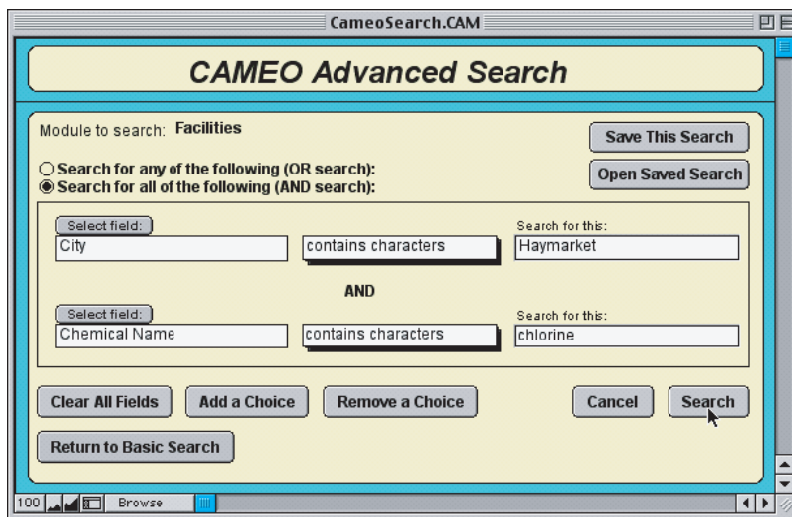 CameoSearch.CAM
CAMEO Advanced Search
Module to search: Facilities
Save This Search
Search for any of the following (OR search):
Open Saved Search
Search for all of the following (AND search):
Select field:
Search for this:
City
contains characters
Haymarket
AND
Select field:
Search for this:
Chemical Name
contains characters
chlorine
Clear All Fields
Add a Choice
Remove a Choice
Cancel
Search
Return to Basic Search
100
Browse